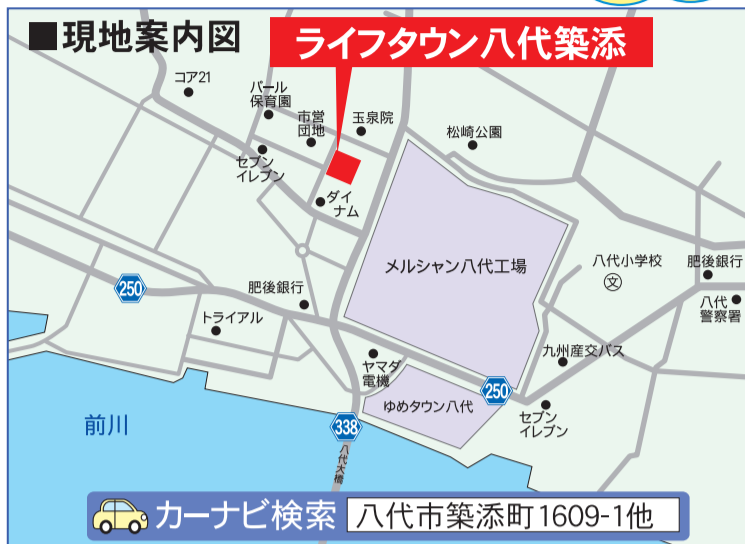 ■現地案内図
ライフタウン八代築添
コア21
パール
保育園
市営
団地
玉泉院
松崎公園
セブン
イレブン
ダイ
ナム
メルシャン八代工場
八代小学校
文
肥後銀行
八代
警察署
250
肥後銀行
トライアル
ヤマダ
電機
九州産交バス
250
ゆめタウン八代
セブン
イレブン
前川
338
八代大橋
カーナビ検索
八代市築添町1609-1他